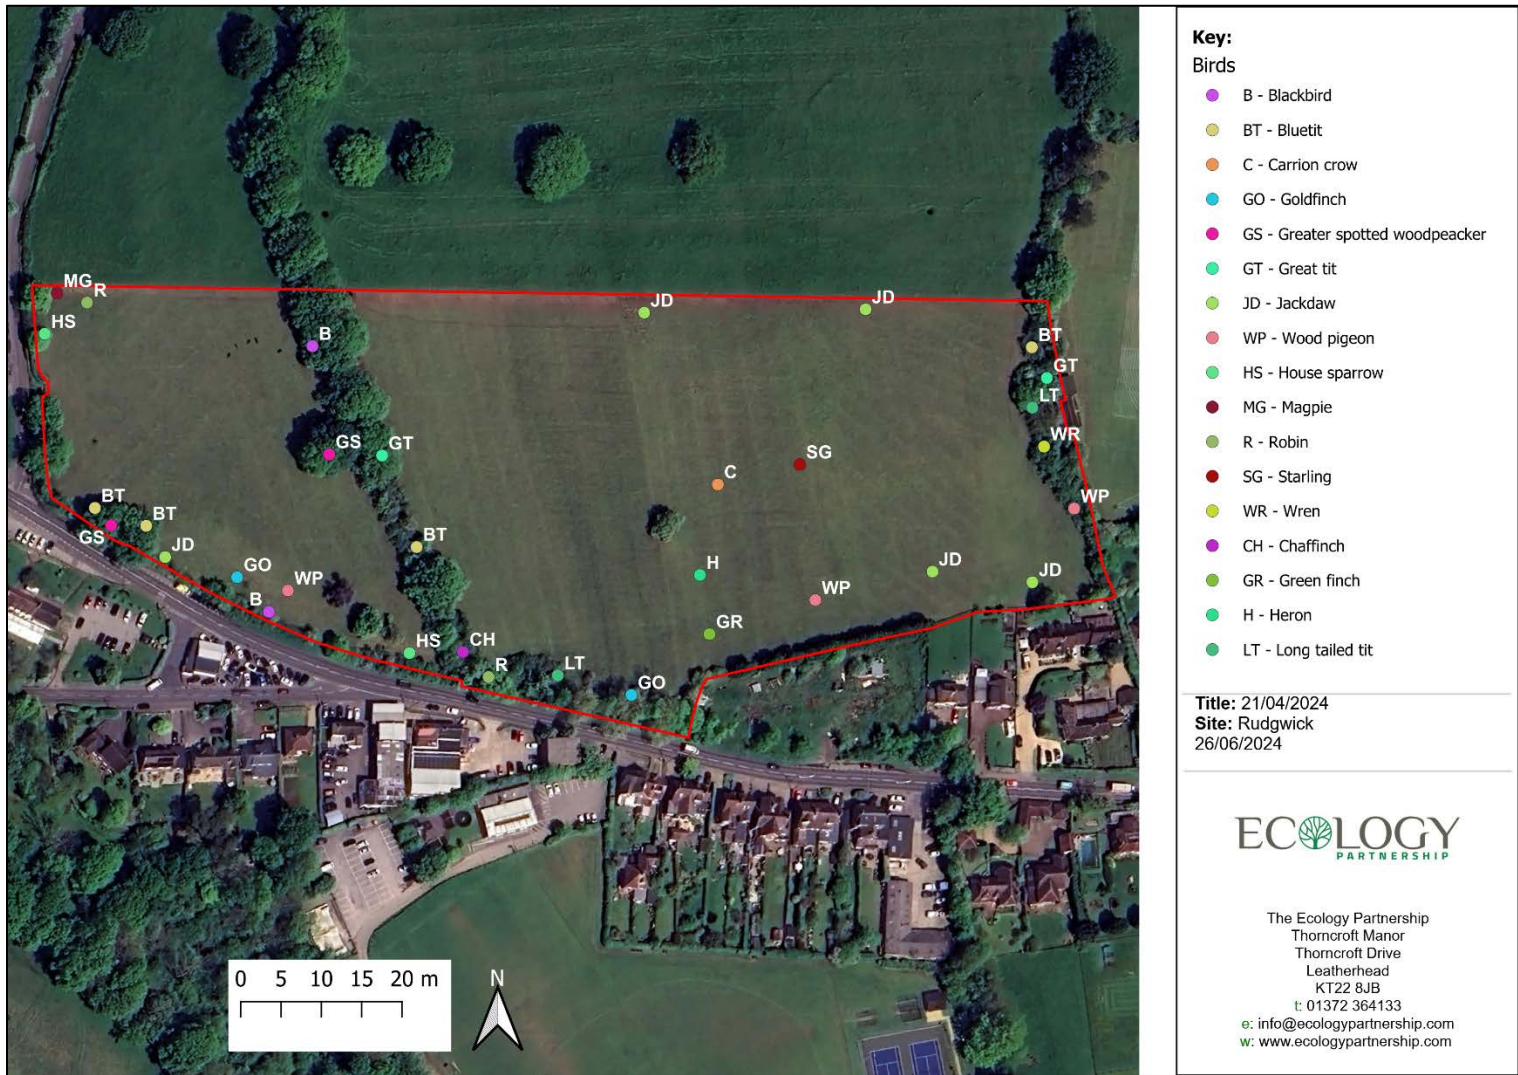 MG
R
HS
B
JD
JD
BT
GT
LT
WR
GS
GT
SG
C
WP
BT
GS
BT
JD
BT
GO
WP
B
H
JD
JD
WP
GR
HS
CH
R
LT
GO
0 5 10 15 20 m
N
Key:
Birds
B - Blackbird
BT - Bluetit
C - Carrion crow
GO - Goldfinch
GS - Greater spotted woodpeacker
GT - Great tit
JD - Jackdaw
WP - Wood pigeon
HS - House sparrow
MG - Magpie
R - Robin
SG - Starling
WR - Wren
CH - Chaffinch
GR - Green finch
H - Heron
LT - Long tailed tit
Title: 21/04/2024
Site: Rudgwick
26/06/2024
ECOLOGY
PARTNERSHIP
The Ecology Partnership
Thorncroft Manor
Thorncroft Drive
Leatherhead
KT22 8JB
t: 01372 364133
e: info@ecologypartnership.com
w: www.ecologypartnership.com